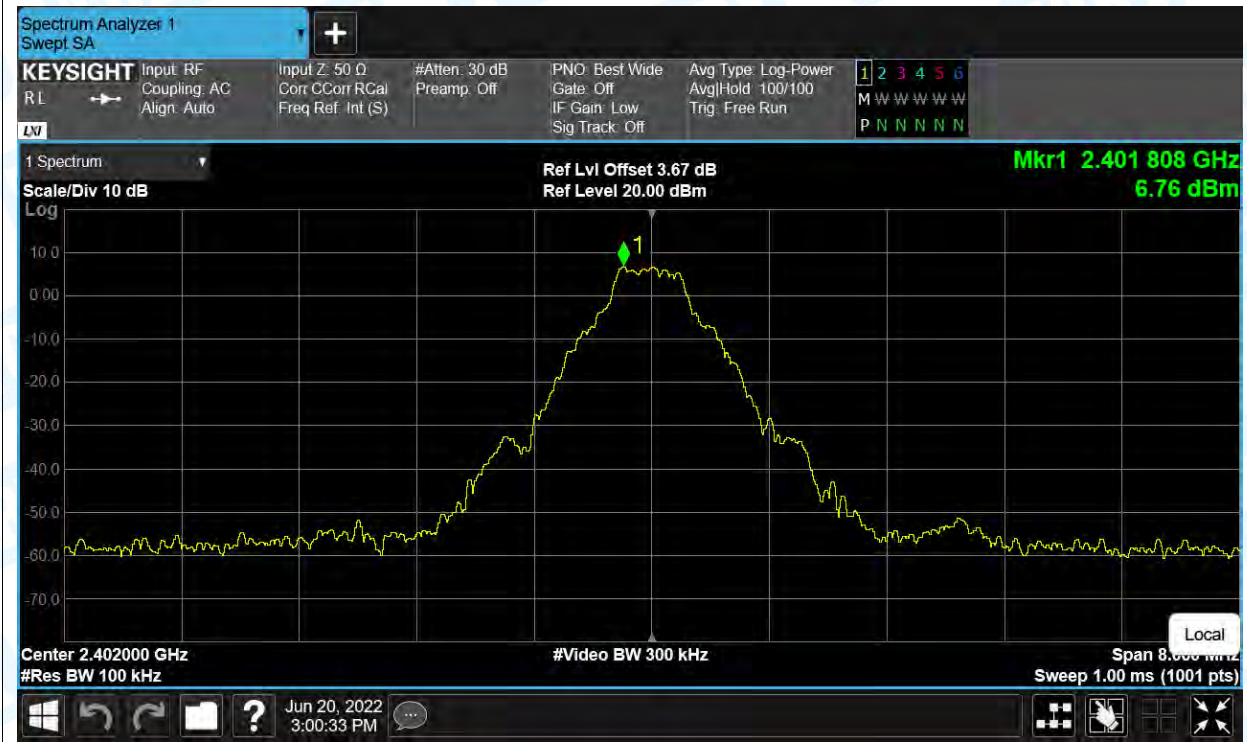 Spectrum Analyzer 1
Swept SA
+
KEYSIGHT
RL
LXI
Input: RF
Coupling: AC
Align: Auto
Input Z: 50 Ω
Corr CCorr RCal
Freq Ref: Int (S)
#Atten: 30 dB
Preamp: Off
PNO: Best Wide
Gate: Off
IF Gain: Low
Sig Track: Off
Avg Type: Log-Power
Avg|Hold: 100/100
Trig: Free Run
1 2 3 4 5 6
M W W W W W
P N N N N N
1 Spectrum
Scale/Div 10 dB
Log
Ref Lvl Offset 3.67 dB
Ref Level 20.00 dBm
Mkr1 2.401 808 GHz
6.76 dBm
1
10.0
0.00
-10.0
-20.0
-30.0
-40.0
-50.0
-60.0
-70.0
Local
Center 2.402000 GHz
#Res BW 100 kHz
#Video BW 300 kHz
Span 8.000 MHz
Sweep 1.00 ms (1001 pts)
?
Jun 20, 2022
3:00:33 PM